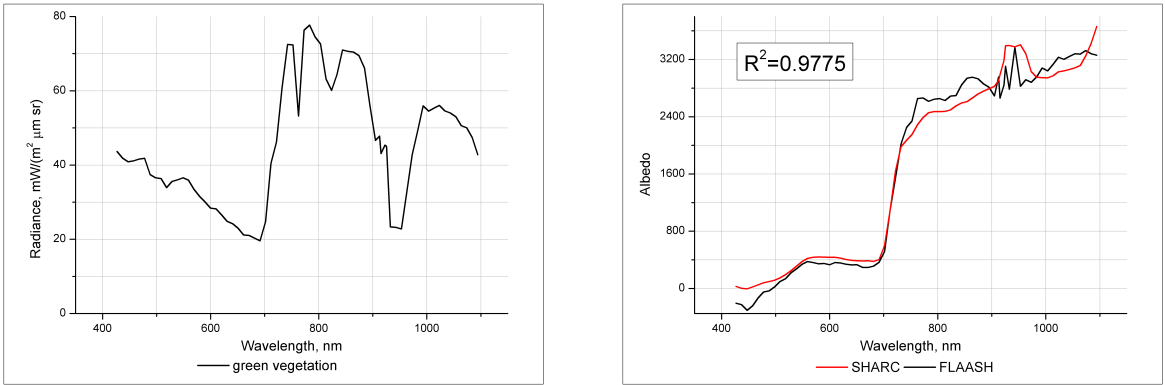 80
60
40
20
0
Radiance, mW/(m² μm sr)
400 600 800 1000
Wavelength, nm
green vegetation
R²=0.9775
3200
2400
1600
800
0
Albedo
400 600 800 1000
Wavelength, nm
SHARC FLAASH